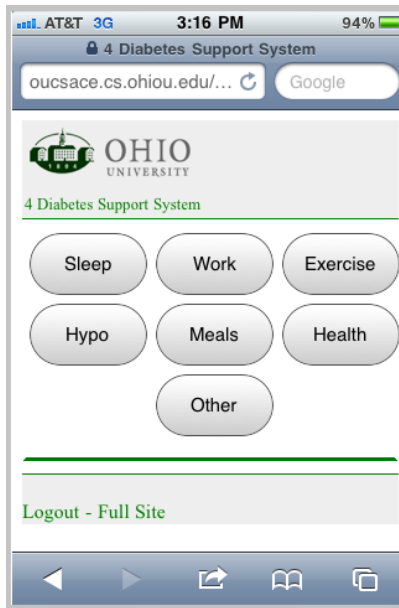 AT&T 3G 3:16 PM 94%
4 Diabetes Support System
oucsace.cs.ohiou.edu/... Google
OHIO
UNIVERSITY
1804
4 Diabetes Support System
Sleep Work Exercise
Hypo Meals Health
Other
Logout - Full Site